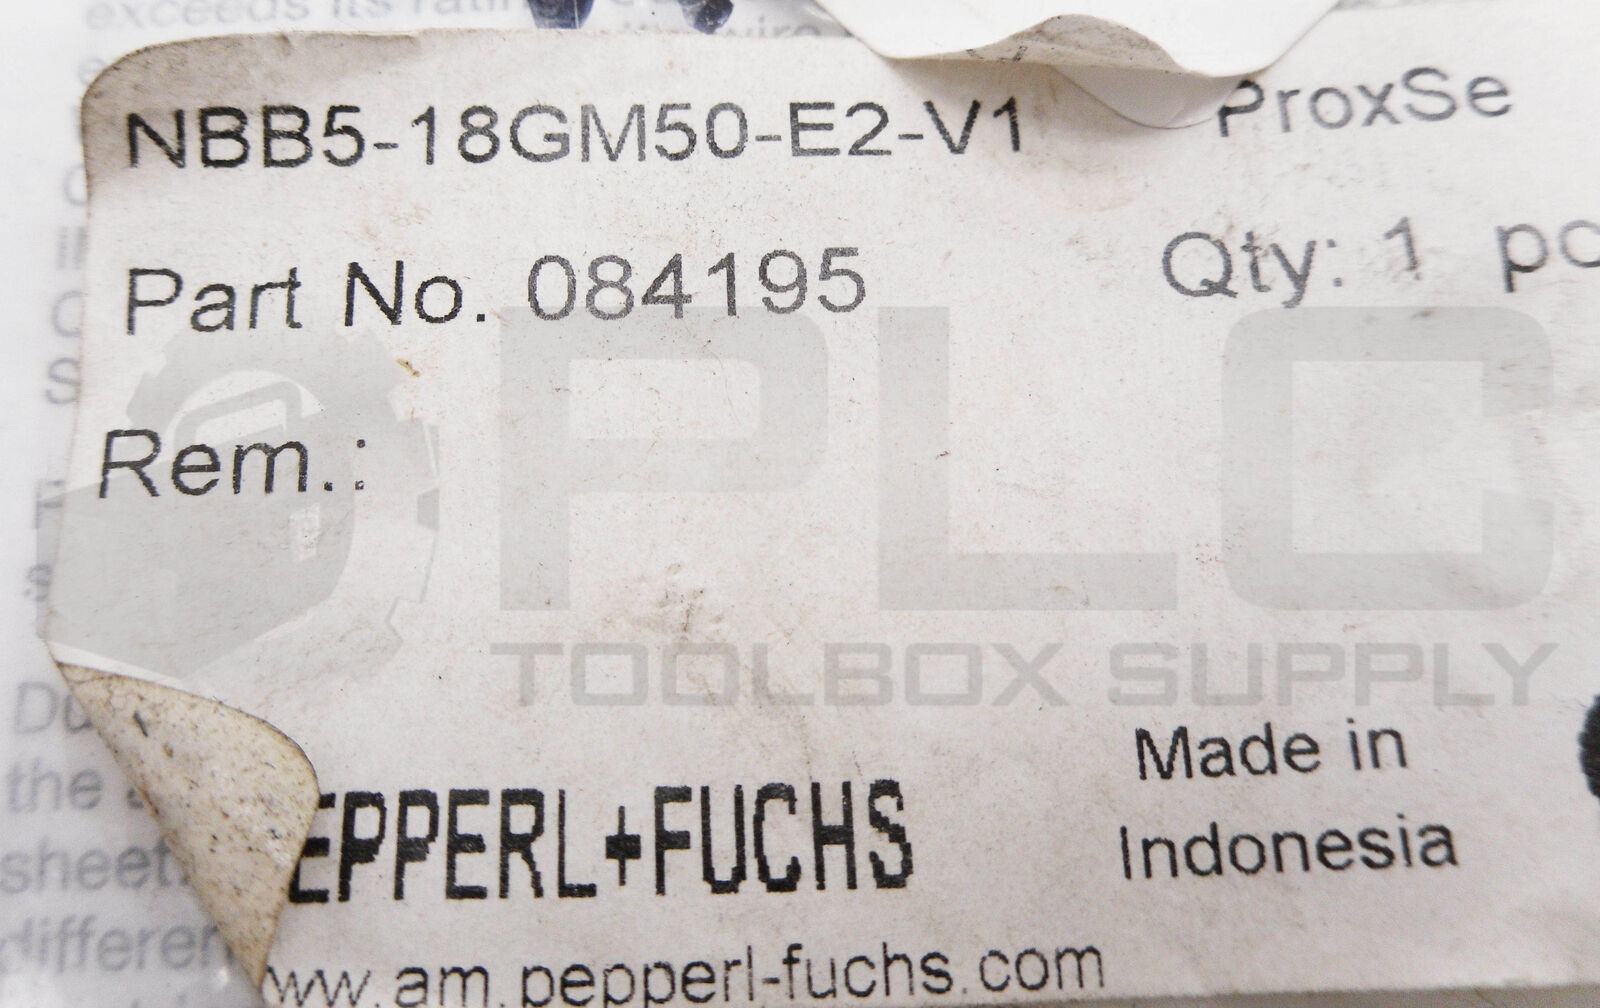 exceeds its
NBB5-18GM50-E2-V1 ProxSe
Part No. 084195 Qty: 1 pc
Rem.:
PLC
TOOLBOX SUPPLY
Made in
Indonesia
EPPERL+FUCHS
www.am.pepperl-fuchs.com
the
sheet
differen